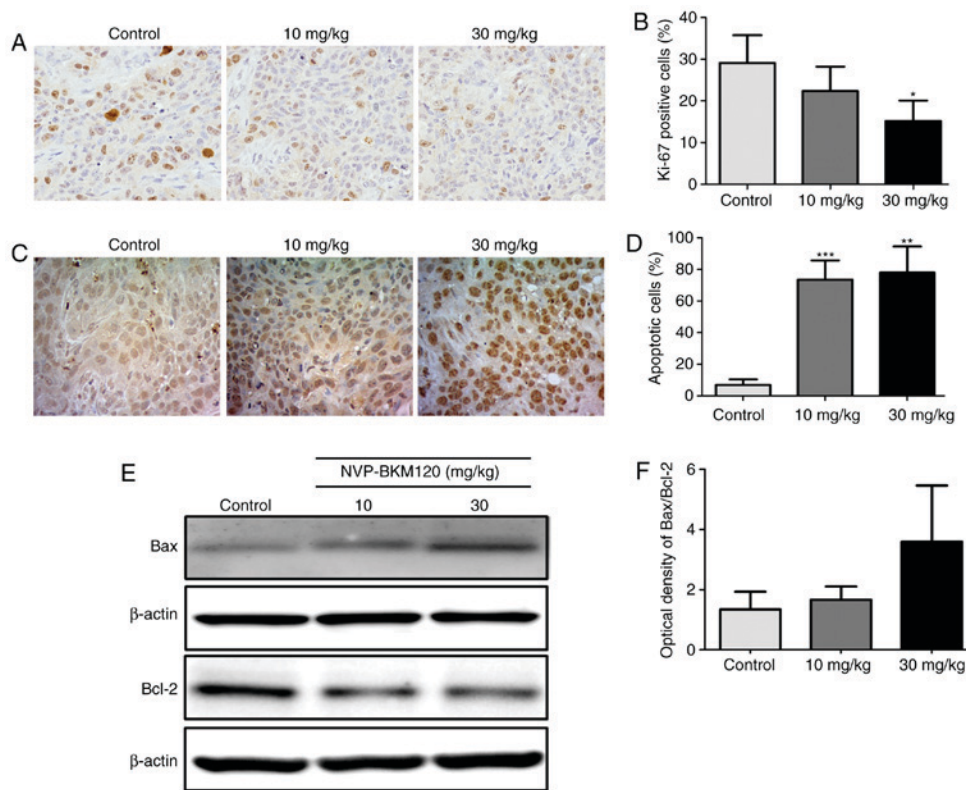 A
Control 10 mg/kg 30 mg/kg
B
Ki-67 positive cells (%)
40
30
20
10
0
*
Control 10 mg/kg 30 mg/kg
C
Control 10 mg/kg 30 mg/kg
D
Apoptotic cells (%)
100
80
60
40
20
0
*** **
Control 10 mg/kg 30 mg/kg
E
NVP-BKM120 (mg/kg)
Control 10 30
Bax
β-actin
Bcl-2
β-actin
F
Optical density of Bax/Bcl-2
6
4
2
0
Control 10 mg/kg 30 mg/kg